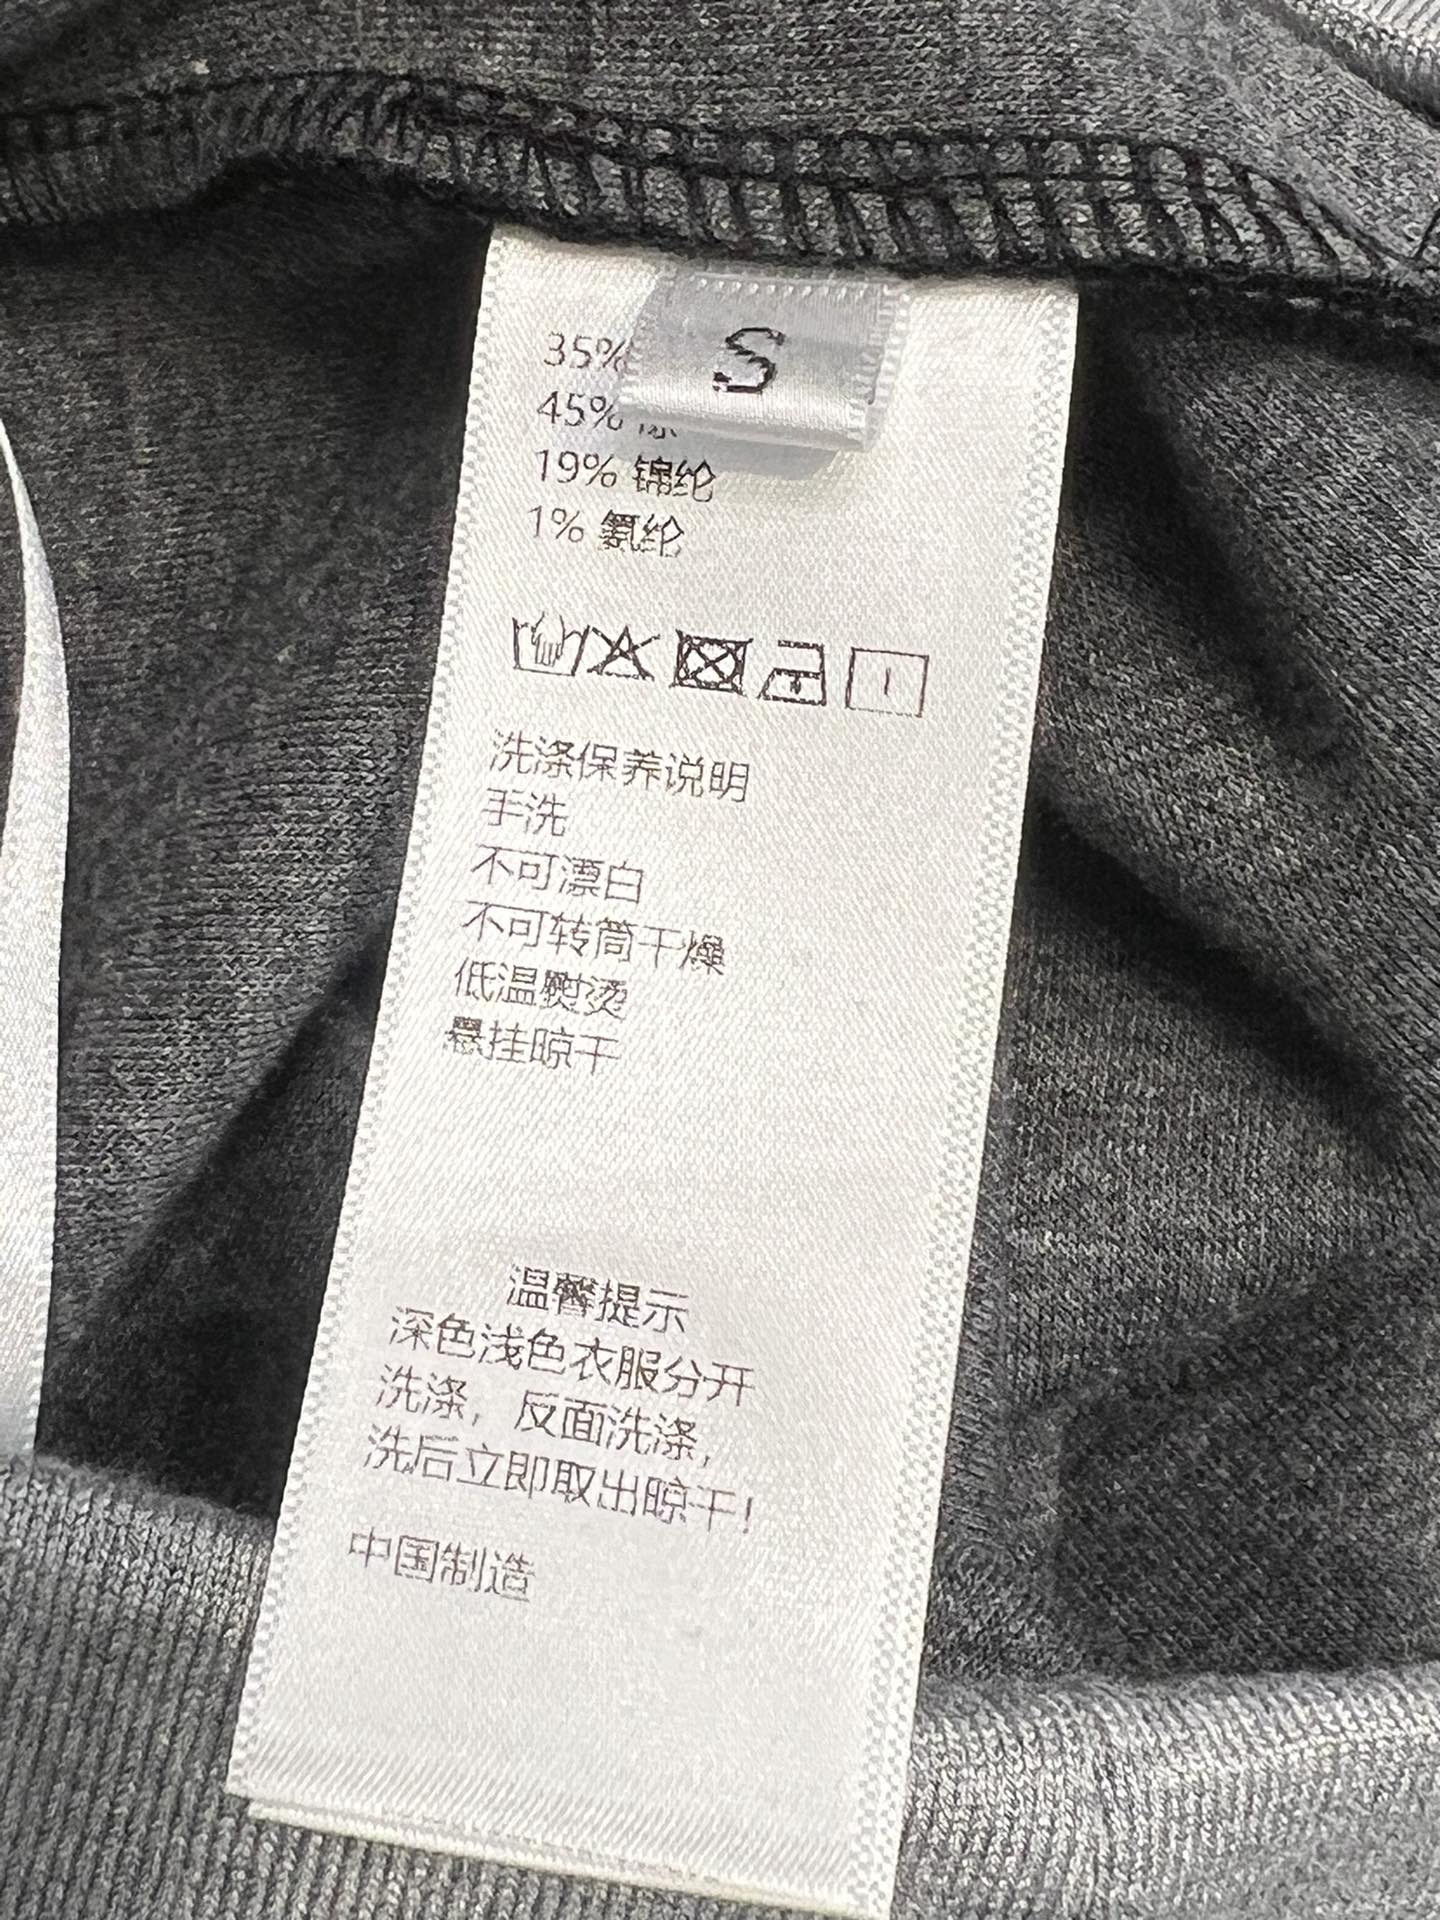 S
35%
45%
19% 锦纶
1% 氨纶
洗涤保养说明
手洗
不可漂白
不可转筒干燥
低温熨烫
悬挂晾干
温馨提示
深色浅色衣服分开
洗涤，反面洗涤，
洗后立即取出晾干！
中国制造